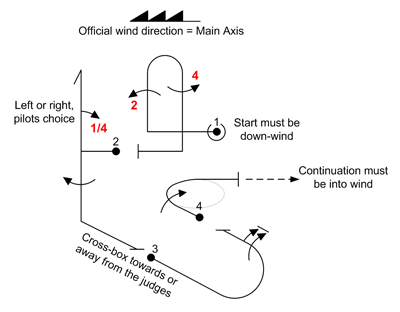 Official wind direction = Main Axis
4
2
1
Start must be
down-wind
Left or right,
pilots choice
1/4
2
Continuation must
be into wind
4
3
Cross-box towards or
away from the judges